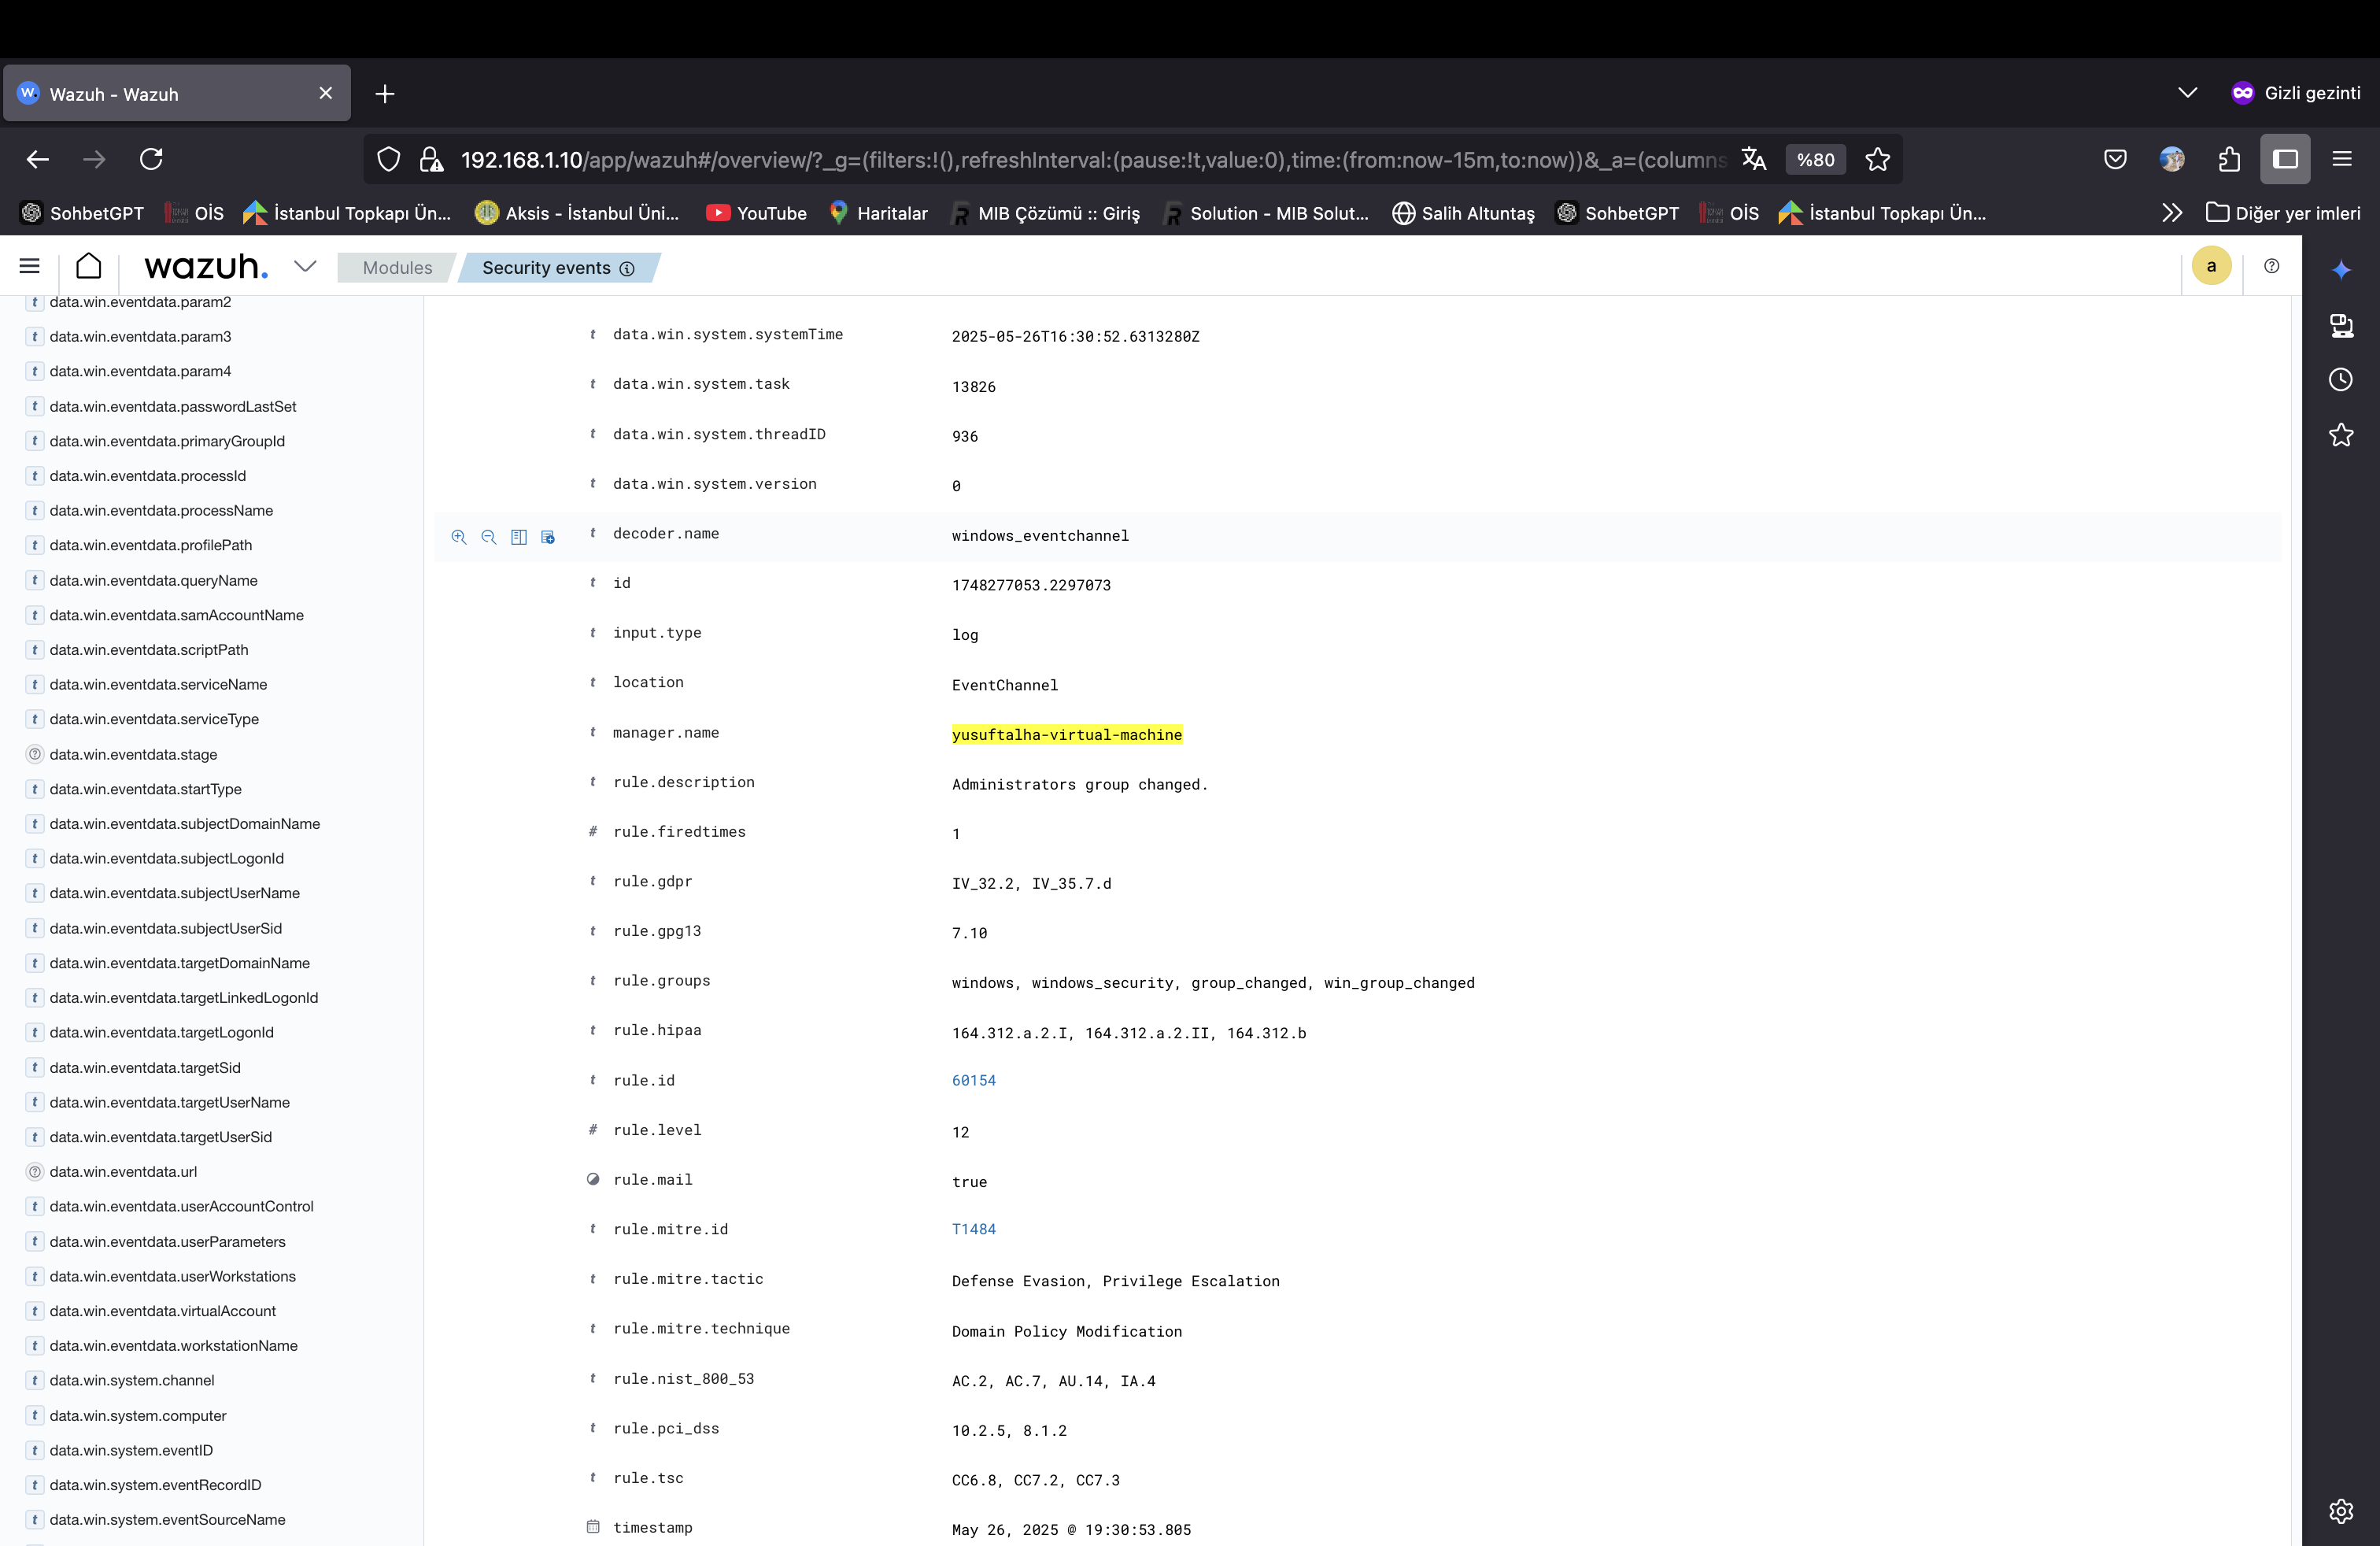 Wazuh - Wazuh
Gizli gezinti
192.168.1.10/app/wazuh#/overview/?_g=(filters:!(),refreshInterval:(pause:!t,value:0),time:(from:now-15m,to:now))&_a=(columns
%80
SohbetGPT
OİS
İstanbul Topkapı Ün...
Aksis - İstanbul Üni...
YouTube
Haritalar
MIB Çözümü :: Giriş
Solution - MIB Solut...
Salih Altuntaş
SohbetGPT
OİS
İstanbul Topkapı Ün...
Diğer yer imleri
wazuh.
Modules
Security events
a
data.win.eventdata.param2
data.win.eventdata.param3
data.win.eventdata.param4
data.win.eventdata.passwordLastSet
data.win.eventdata.primaryGroupId
data.win.eventdata.processId
data.win.eventdata.processName
data.win.eventdata.profilePath
data.win.eventdata.queryName
data.win.eventdata.samAccountName
data.win.eventdata.scriptPath
data.win.eventdata.serviceName
data.win.eventdata.serviceType
data.win.eventdata.stage
data.win.eventdata.startType
data.win.eventdata.subjectDomainName
data.win.eventdata.subjectLogonId
data.win.eventdata.subjectUserName
data.win.eventdata.subjectUserSid
data.win.eventdata.targetDomainName
data.win.eventdata.targetLinkedLogonId
data.win.eventdata.targetLogonId
data.win.eventdata.targetSid
data.win.eventdata.targetUserName
data.win.eventdata.targetUserSid
data.win.eventdata.url
data.win.eventdata.userAccountControl
data.win.eventdata.userParameters
data.win.eventdata.userWorkstations
data.win.eventdata.virtualAccount
data.win.eventdata.workstationName
data.win.system.channel
data.win.system.computer
data.win.system.eventID
data.win.system.eventRecordID
data.win.system.eventSourceName
t data.win.system.systemTime 2025-05-26T16:30:52.6313280Z
t data.win.system.task 13826
t data.win.system.threadID 936
t data.win.system.version 0
t decoder.name windows_eventchannel
t id 1748277053.2297073
t input.type log
t location EventChannel
t manager.name yusuftalha-virtual-machine
t rule.description Administrators group changed.
# rule.firedtimes 1
t rule.gdpr IV_32.2, IV_35.7.d
t rule.gpg13 7.10
t rule.groups windows, windows_security, group_changed, win_group_changed
t rule.hipaa 164.312.a.2.I, 164.312.a.2.II, 164.312.b
t rule.id 60154
# rule.level 12
rule.mail true
t rule.mitre.id T1484
t rule.mitre.tactic Defense Evasion, Privilege Escalation
t rule.mitre.technique Domain Policy Modification
t rule.nist_800_53 AC.2, AC.7, AU.14, IA.4
t rule.pci_dss 10.2.5, 8.1.2
t rule.tsc CC6.8, CC7.2, CC7.3
timestamp May 26, 2025 @ 19:30:53.805